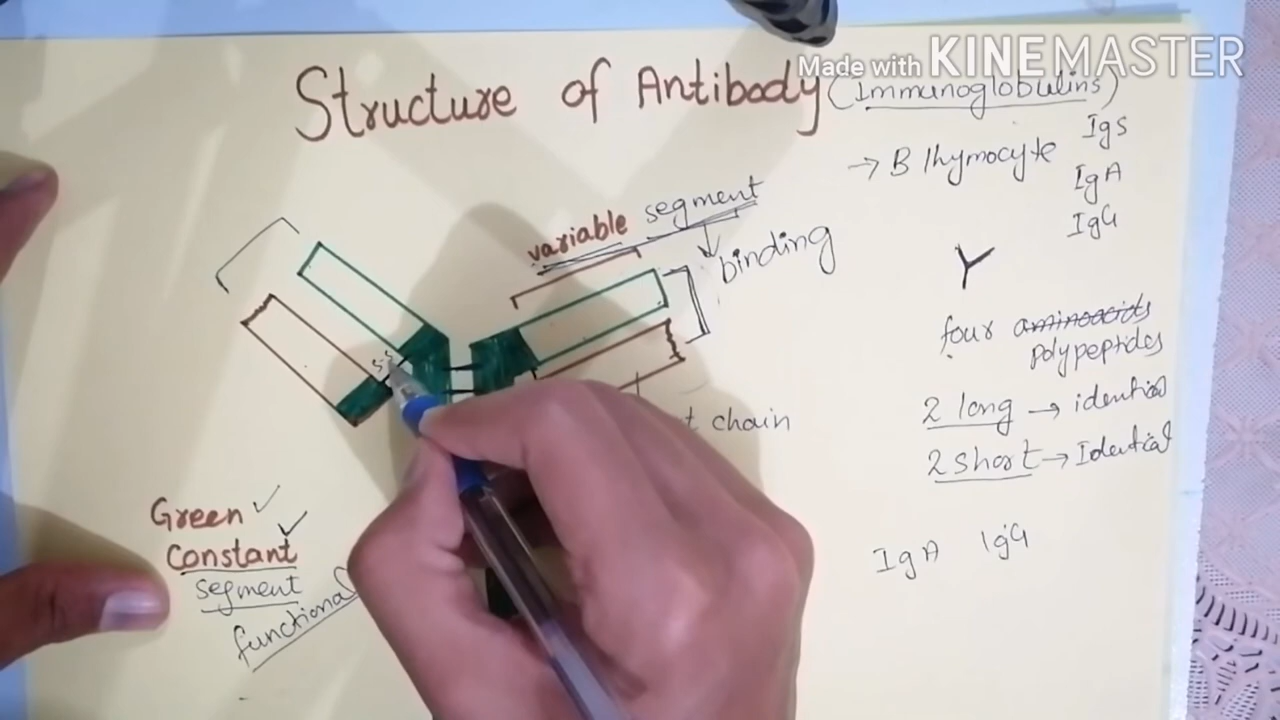 Made with KINEMASTER
Structure of Antibody (Immunoglobulins)
Igs
→ B lhymocyte
IgA
IgG
variable segment
binding
Y
four aminoacids
polypeptides
2 long → identical
2 short → Identical
chain
s-s
Green ✓
Constant ✓
segment
functional
IgA IgG